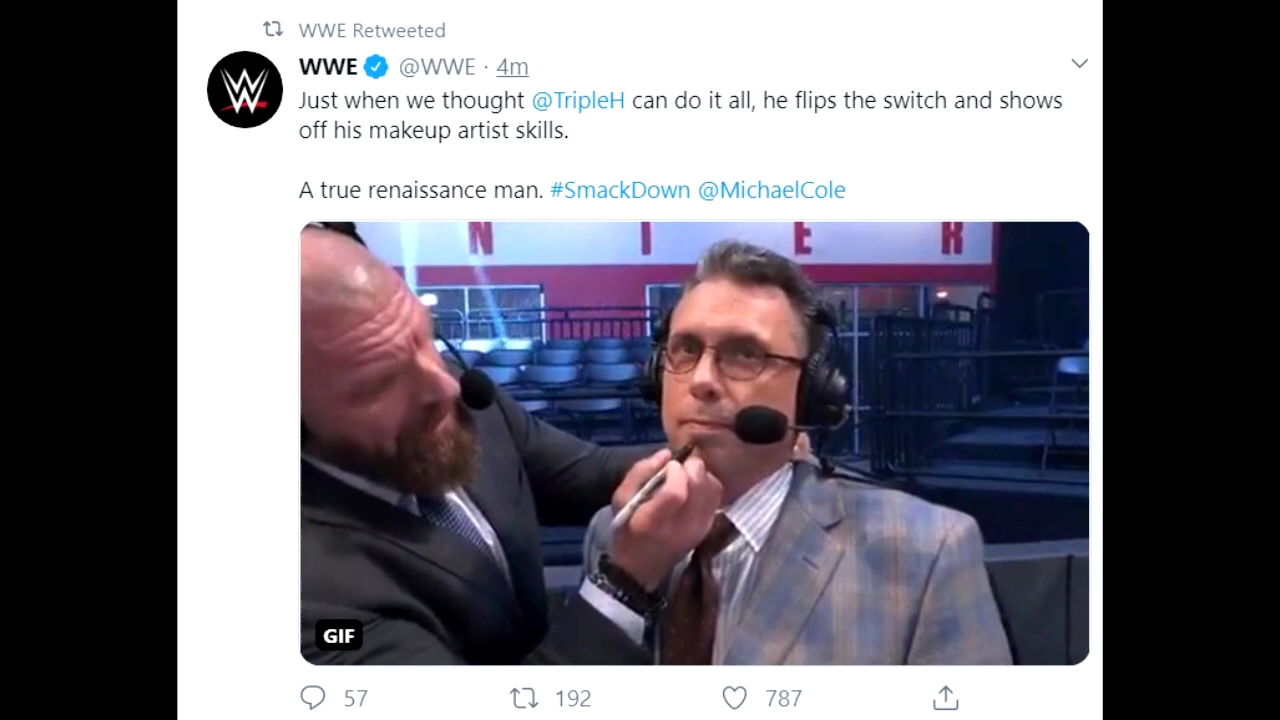 WWE Retweeted
WWE @WWE · 4m
Just when we thought @TripleH can do it all, he flips the switch and shows
off his makeup artist skills.
A true renaissance man. #SmackDown @MichaelCole
N T E R
GIF
57 192 787